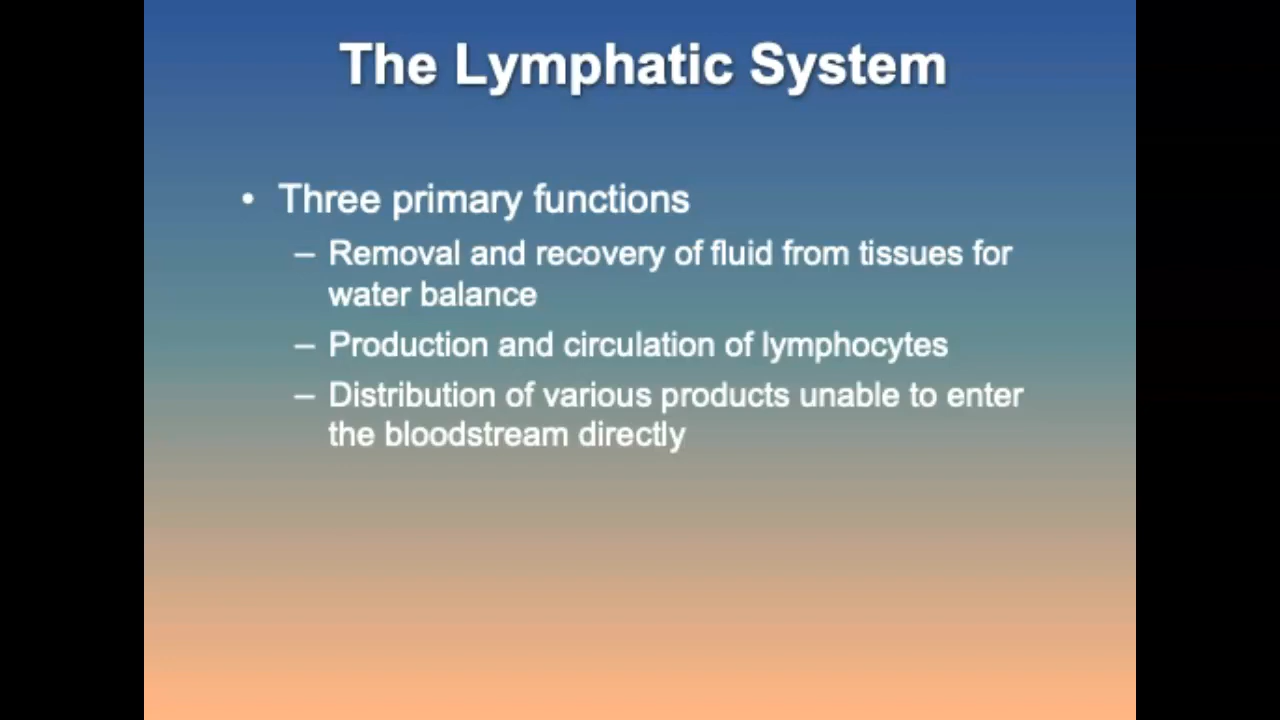 The Lymphatic System
• Three primary functions
– Removal and recovery of fluid from tissues for
water balance
– Production and circulation of lymphocytes
– Distribution of various products unable to enter
the bloodstream directly